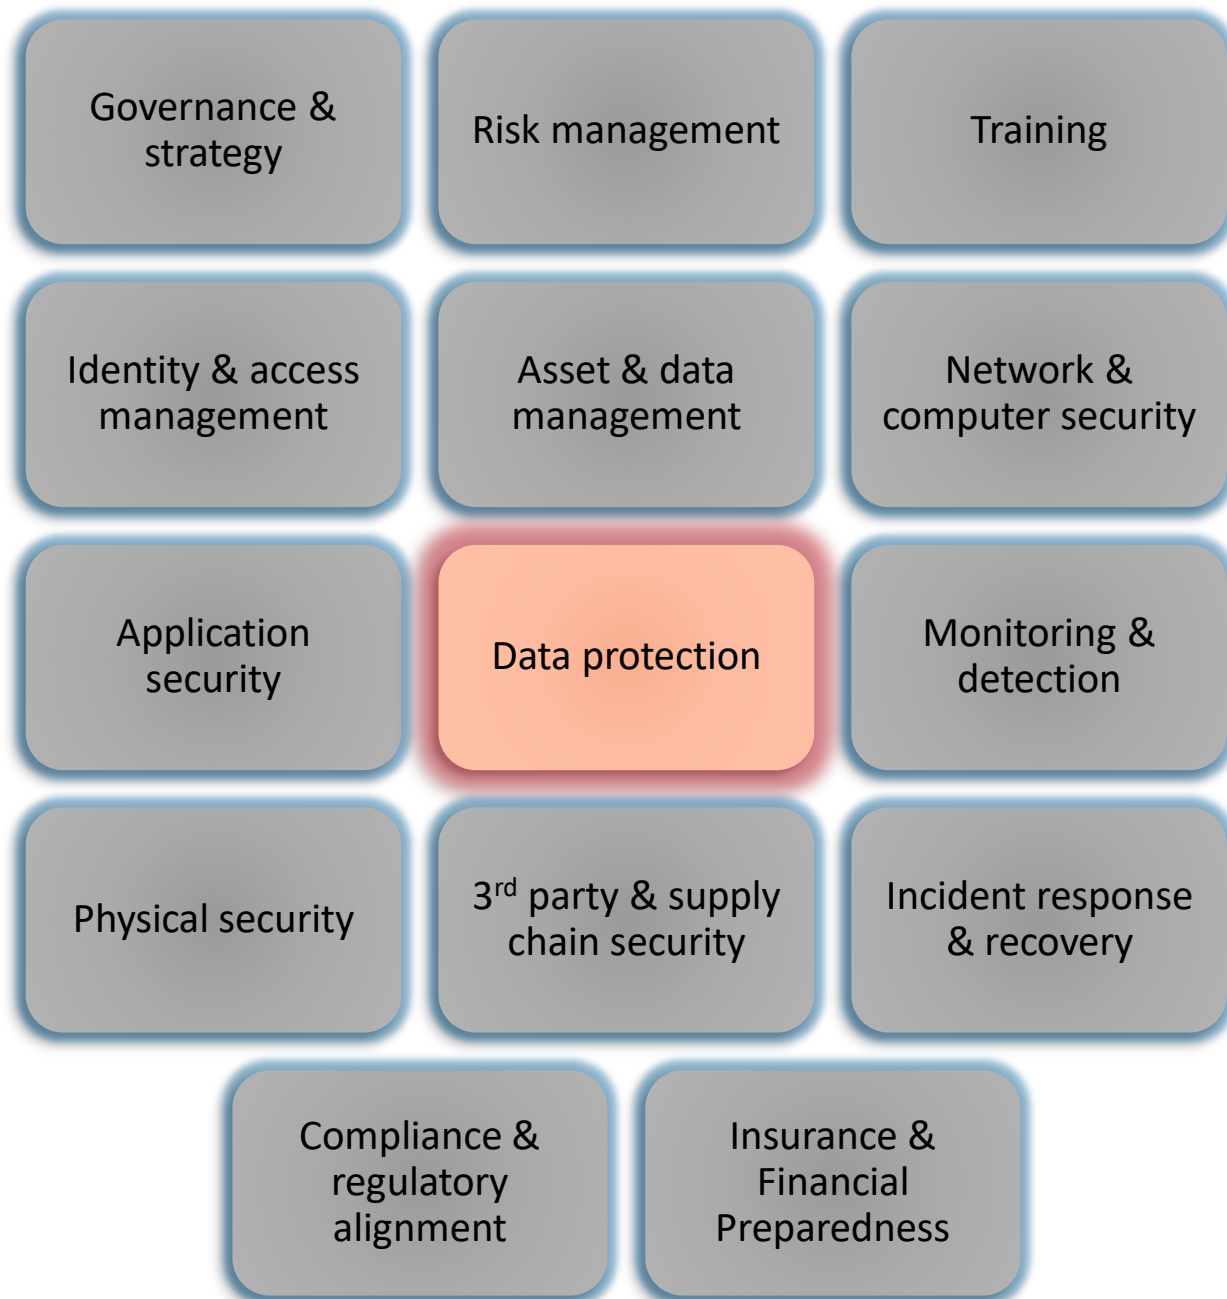 Governance &
strategy
Risk management
Training
Identity & access
management
Asset & data
management
Network &
computer security
Application
security
Data protection
Monitoring &
detection
Physical security
3rd party & supply
chain security
Incident response
& recovery
Compliance &
regulatory
alignment
Insurance &
Financial
Preparedness